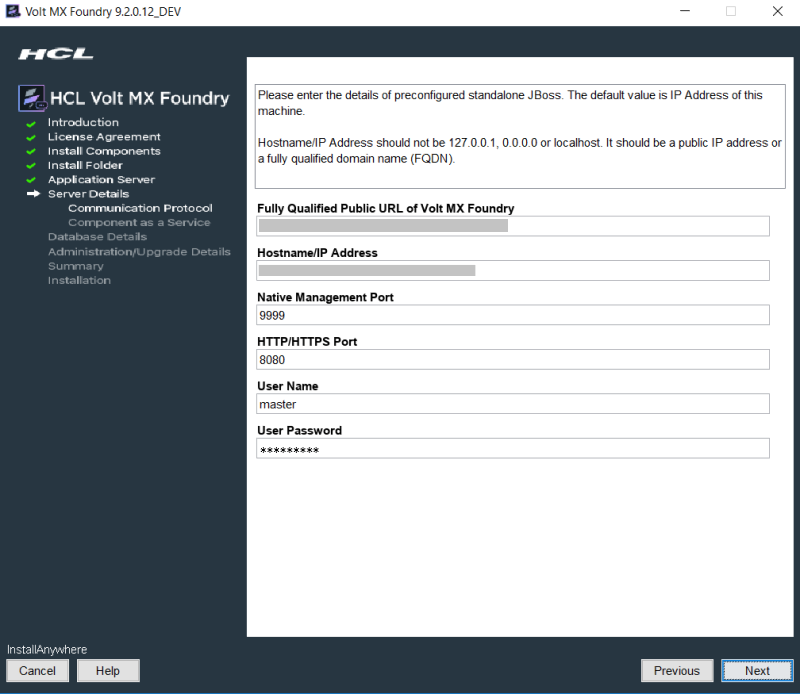 Volt MX Foundry 9.2.0.12_DEV
HCL
HCL Volt MX Foundry
Introduction
License Agreement
Install Components
Install Folder
Application Server
Server Details
Communication Protocol
Component as a Service
Database Details
Administration/Upgrade Details
Summary
Installation
Please enter the details of preconfigured standalone JBoss. The default value is IP Address of this
machine.
Hostname/IP Address should not be 127.0.0.1, 0.0.0.0 or localhost. It should be a public IP address or
a fully qualified domain name (FQDN).
Fully Qualified Public URL of Volt MX Foundry
Hostname/IP Address
Native Management Port
9999
HTTP/HTTPS Port
8080
User Name
master
User Password
*********
InstallAnywhere
Cancel
Help
Previous
Next